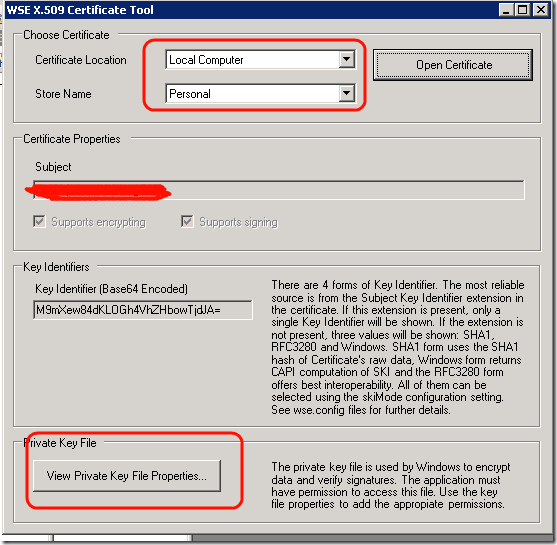 WSE X.509 Certificate Tool
Choose Certificate
Certificate Location
Local Computer
Open Certificate
Store Name
Personal
Certificate Properties
Subject
Supports encrypting
Supports signing
Key Identifiers
Key Identifier (Base64 Encoded)
M9mXew84dKLOGh4VhZHbowTjdJA=
There are 4 forms of Key Identifier. The most reliable
source is from the Subject Key Identifier extension in
the certificate. If this extension is present, only a
single Key Identifier will be shown. If the extension is
not present, three values will be shown: SHA1,
RFC3280 and Windows. SHA1 form uses the SHA1
hash of Certificate's raw data, Windows form returns
CAPI computation of SKI and the RFC3280 form
offers best interoperability. All of them can be
selected using the skiMode configuration setting.
See wse.config files for further details.
Private Key File
View Private Key File Properties...
The private key file is used by Windows to encrypt
data and verify signatures. The application must
have permission to access this file. Use the key
file properties to add the appropiate permissions.